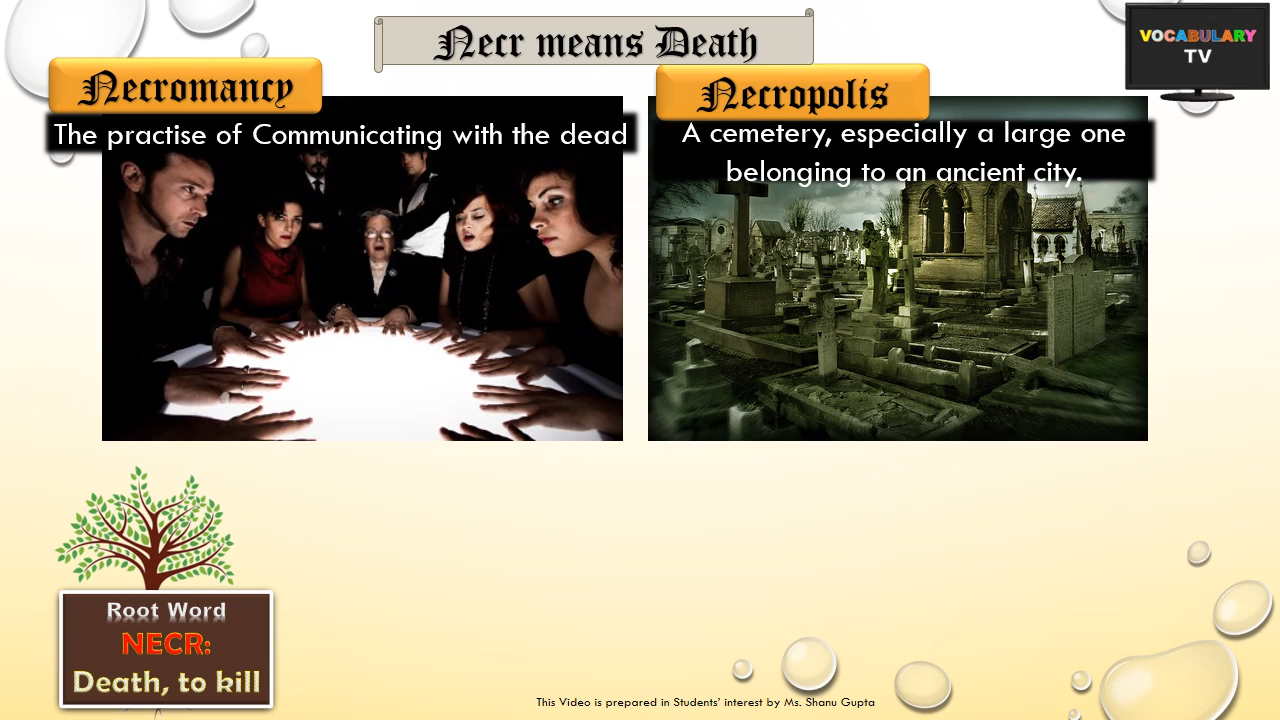 Necr means Death
VOCABULARY
TV
Necromancy
The practise of Communicating with the dead
Necropolis
A cemetery, especially a large one
belonging to an ancient city.
Root Word
NECR:
Death, to kill
This Video is prepared in Students' interest by Ms. Shanu Gupta